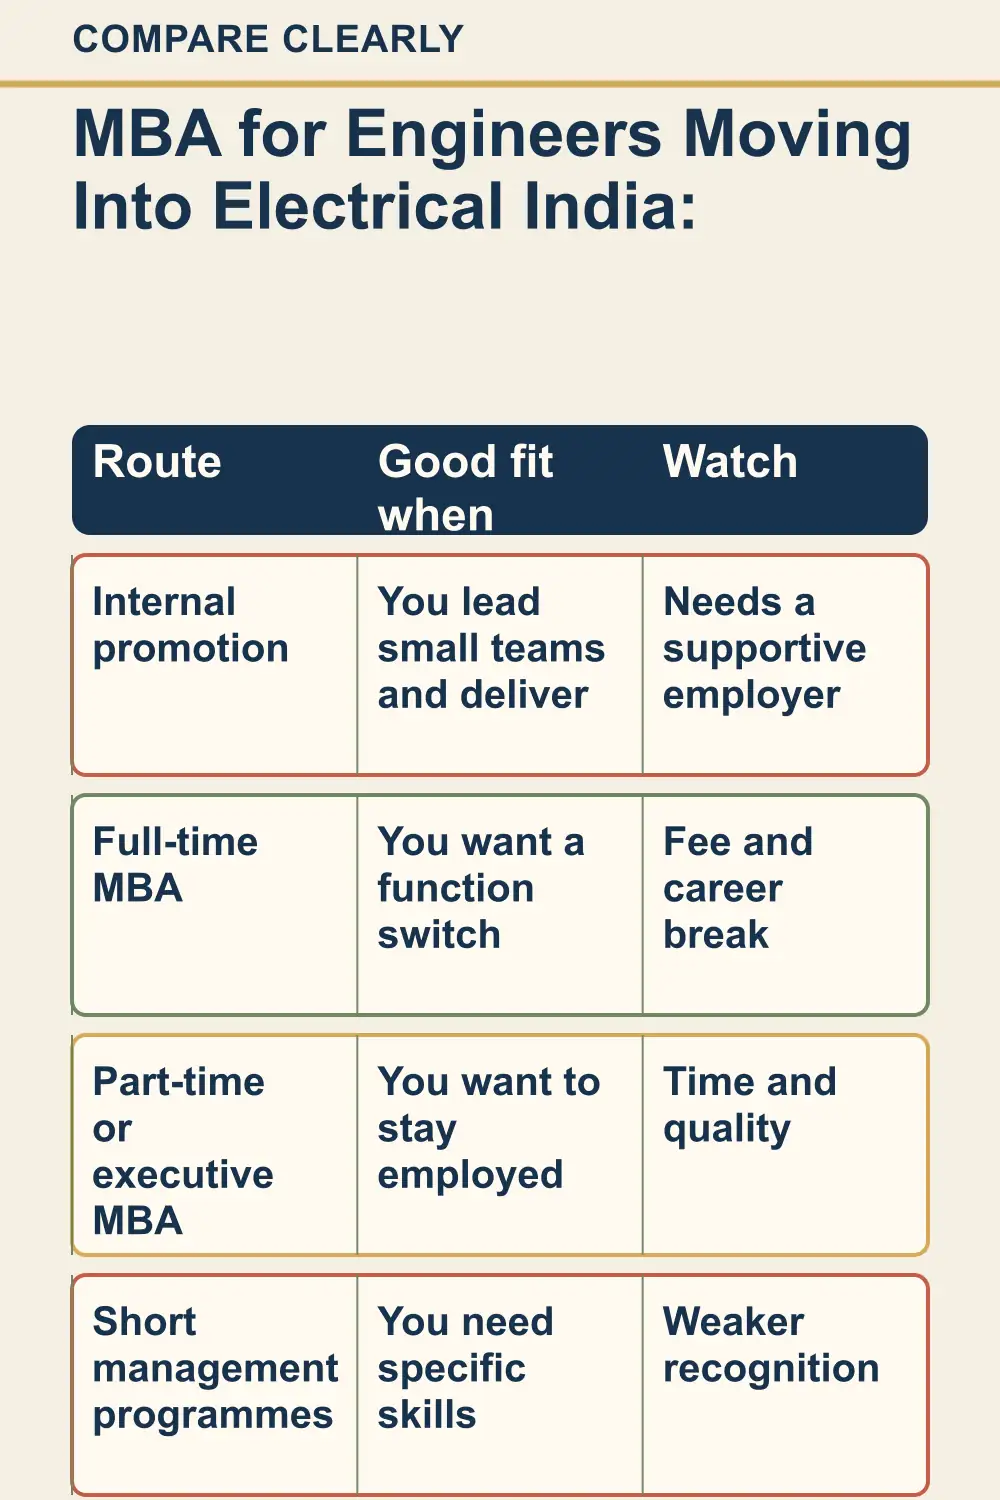 COMPARE CLEARLY
MBA for Engineers Moving
Into Electrical India:
Route
Good fit
when
Watch
Internal
promotion
You lead
small teams
and deliver
Needs a
supportive
employer
Full-time
MBA
You want a
function
switch
Fee and
career
break
Part-time
or
executive
MBA
You want to
stay
employed
Time and
quality
Short
management
programmes
You need
specific
skills
Weaker
recognition